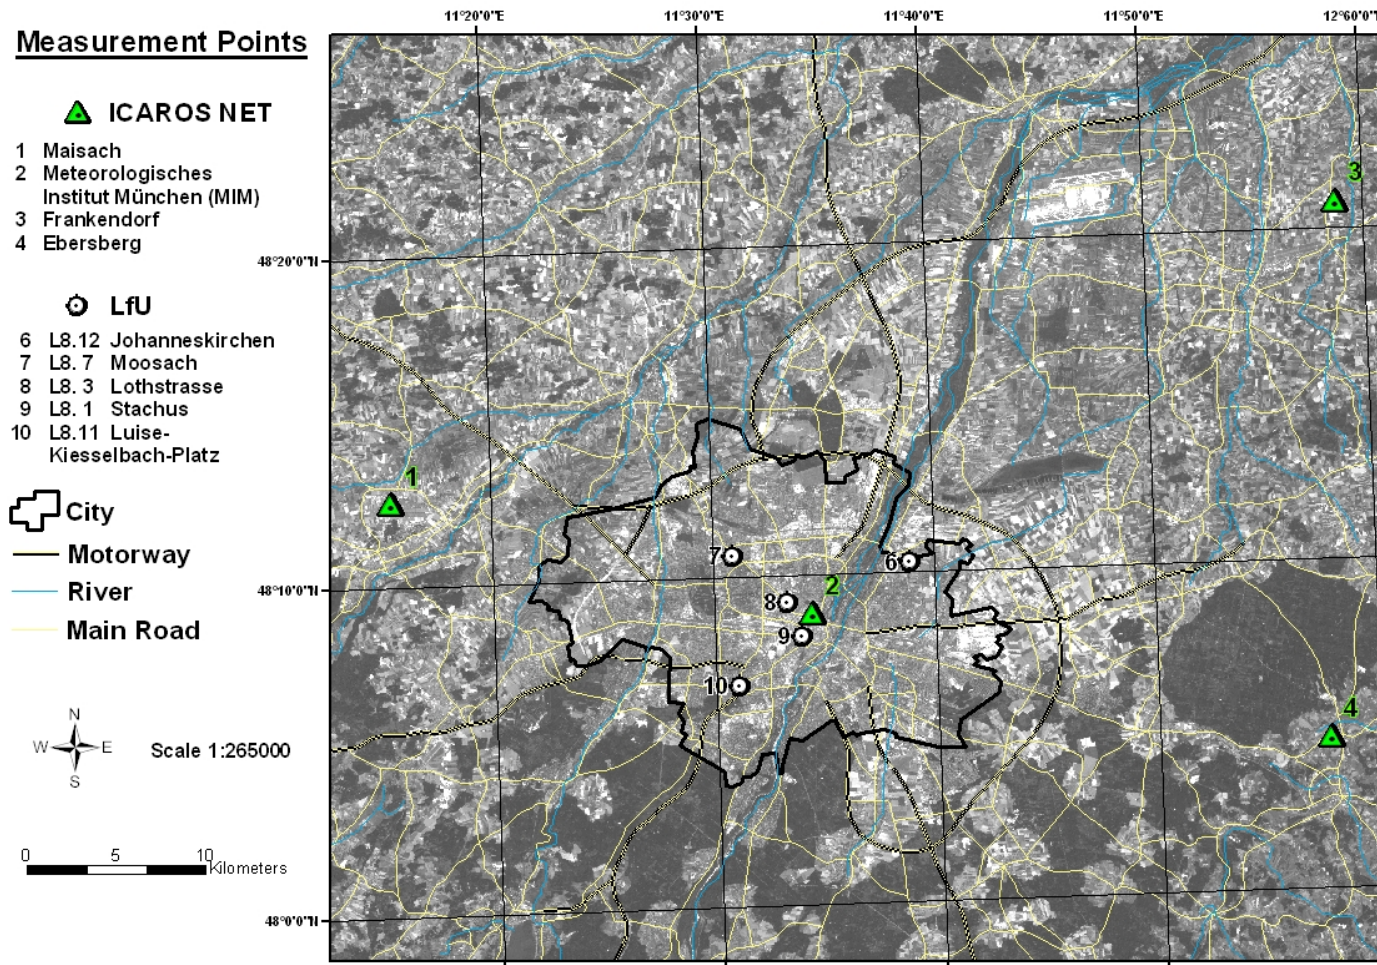 11°20'0"E 11°30'0"E 11°40'0"E 11°50'0"E 12°60'0"E
Measurement Points
ICAROS NET
1 Maisach
2 Meteorologisches
Institut München (MIM)
3 Frankendorf
4 Ebersberg
48°20'0"N
LfU
6 L8.12 Johanneskirchen
7 L8. 7 Moosach
8 L8. 3 Lothstrasse
9 L8. 1 Stachus
10 L8.11 Luise-
Kiesselbach-Platz
City
Motorway
48°10'0"N
River
Main Road
N
W E
S
Scale 1:265000
0 5 10
Kilometers
48°0'0"N
3
1
7
6
2
8
9
10
4